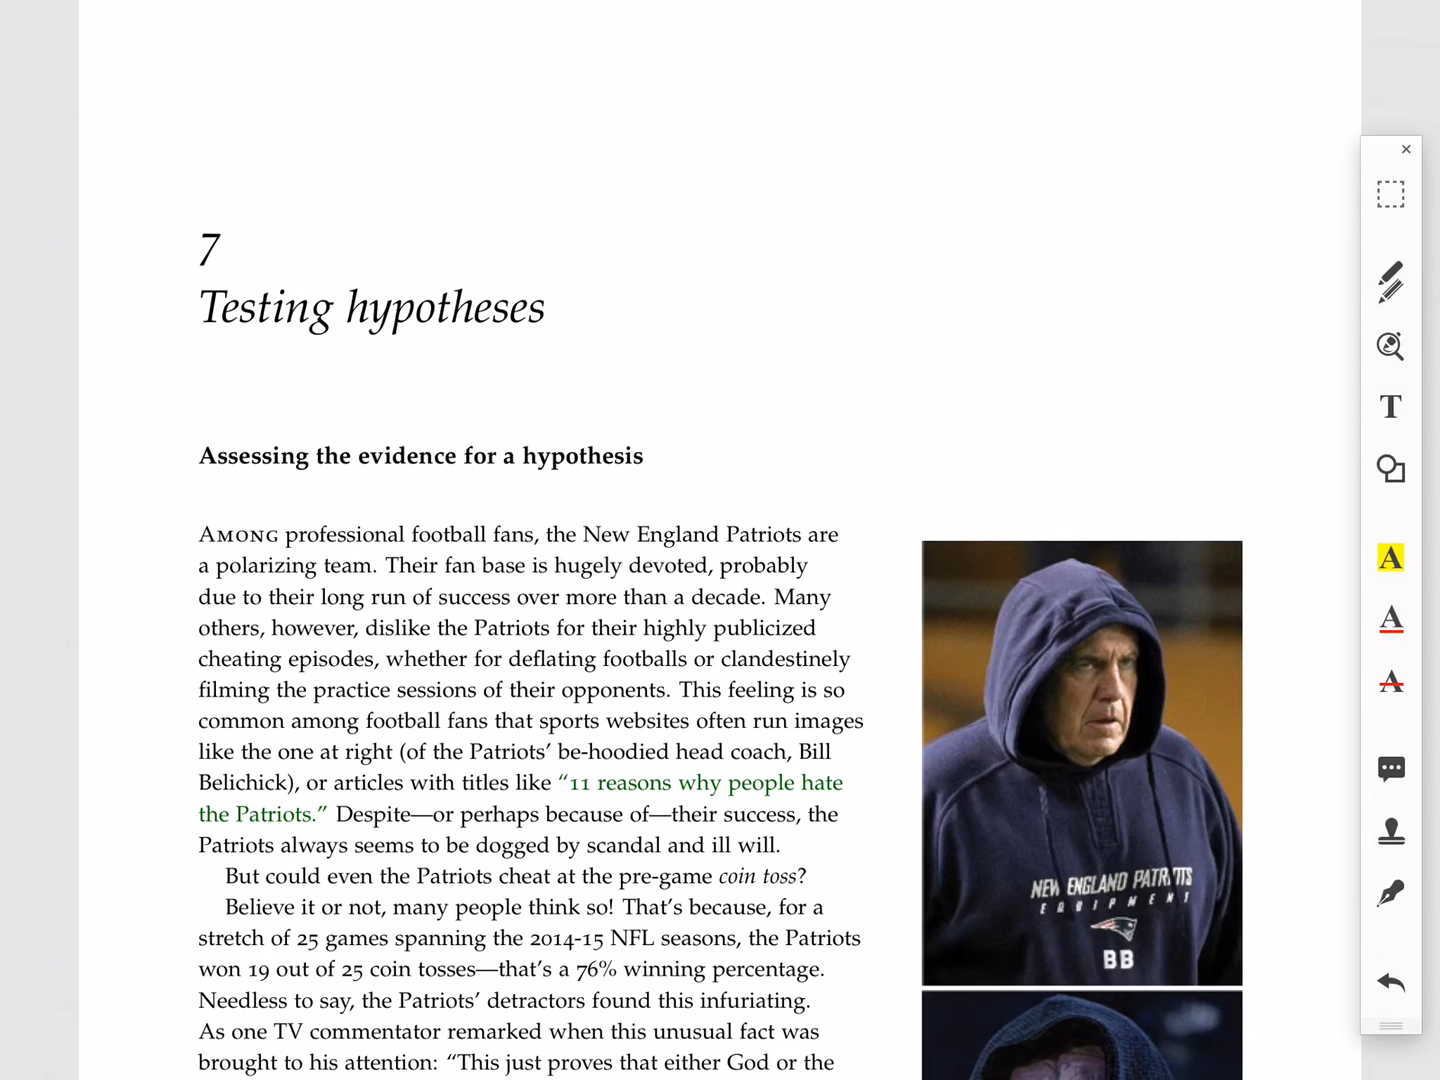 7
Testing hypotheses
Assessing the evidence for a hypothesis
Among professional football fans, the New England Patriots are
a polarizing team. Their fan base is hugely devoted, probably
due to their long run of success over more than a decade. Many
others, however, dislike the Patriots for their highly publicized
cheating episodes, whether for deflating footballs or clandestinely
filming the practice sessions of their opponents. This feeling is so
common among football fans that sports websites often run images
like the one at right (of the Patriots’ be-hoodied head coach, Bill
Belichick), or articles with titles like “11 reasons why people hate
the Patriots.” Despite—or perhaps because of—their success, the
Patriots always seems to be dogged by scandal and ill will.
But could even the Patriots cheat at the pre-game coin toss?
Believe it or not, many people think so! That’s because, for a
stretch of 25 games spanning the 2014-15 NFL seasons, the Patriots
won 19 out of 25 coin tosses—that’s a 76% winning percentage.
Needless to say, the Patriots’ detractors found this infuriating.
As one TV commentator remarked when this unusual fact was
brought to his attention: “This just proves that either God or the
NEW ENGLAND PATRIOTS
EQUIPMENT
BB
T
A
A
A